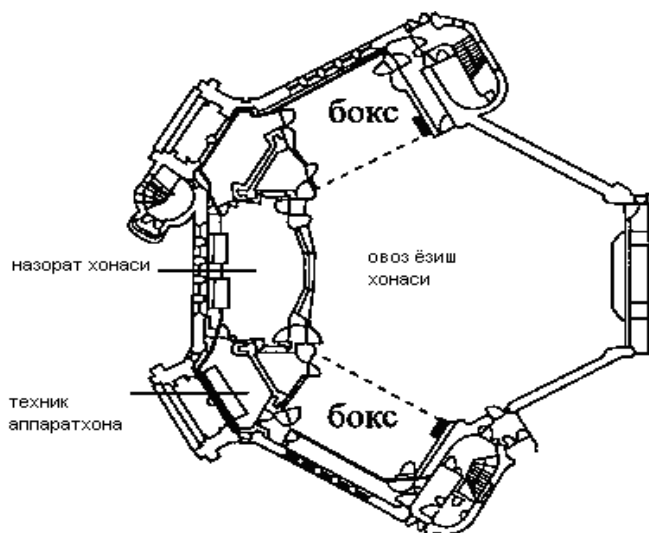 бокс
назорат хонаси
овоз ёзиш
хонаси
техник
аппаратхона
бокс